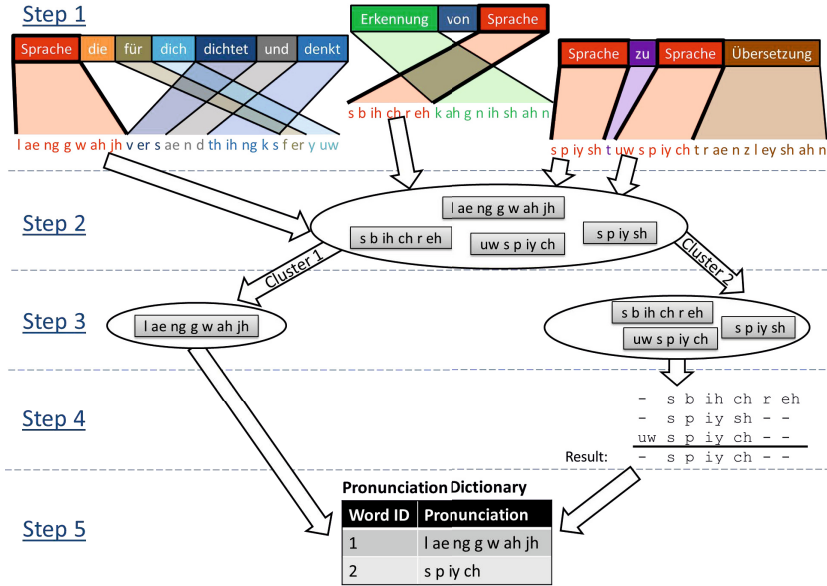 Step 1
Sprache die für dich dichtet und denkt
Erkennung von Sprache
Sprache zu Sprache Übersetzung
l ae ng g w ah jh v er s ae n d th ih ng k s f er y uw
s b ih ch r eh k ah g n ih sh ah n
s p iy sh t uw s p iy ch t r ae n z l ey sh ah n
Step 2
l ae ng g w ah jh
s b ih ch r eh
uw s p iy ch
s p iy sh
Cluster 1
Cluster 2
Step 3
l ae ng g w ah jh
s b ih ch r eh
uw s p iy ch
s p iy sh
Step 4
- s b ih ch r eh
- s p iy sh - -
uw s p iy ch - -
Result: - s p iy ch - -
Step 5
Pronunciation Dictionary
Word ID Pronunciation
1 l ae ng g w ah jh
2 s p iy ch